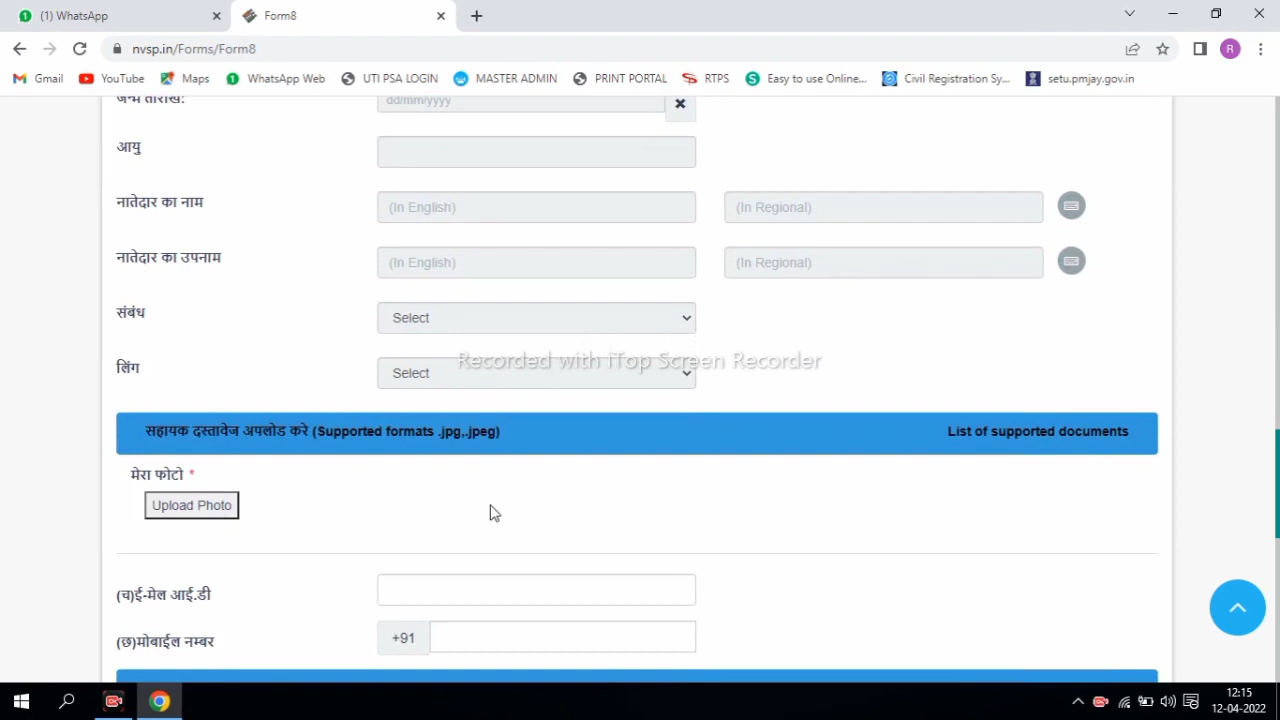 (1) WhatsApp
Form8
nvsp.in/Forms/Form8
R
Gmail YouTube Maps WhatsApp Web UTI PSA LOGIN MASTER ADMIN PRINT PORTAL RTPS Easy to use Online... Civil Registration Sy... setu.pmjay.gov.in
जन्म तारीख: dd/mm/yyyy
आयु
नातेदार का नाम (In English) (In Regional)
नातेदार का उपनाम (In English) (In Regional)
संबंध Select
Recorded with iTop Screen Recorder
लिंग Select
सहायक दस्तावेज अपलोड करे (Supported formats .jpg,.jpeg) List of supported documents
मेरा फोटो *
Upload Photo
(च)ई-मेल आई.डी
(छ)मोबाईल नम्बर +91
12:15
12-04-2022